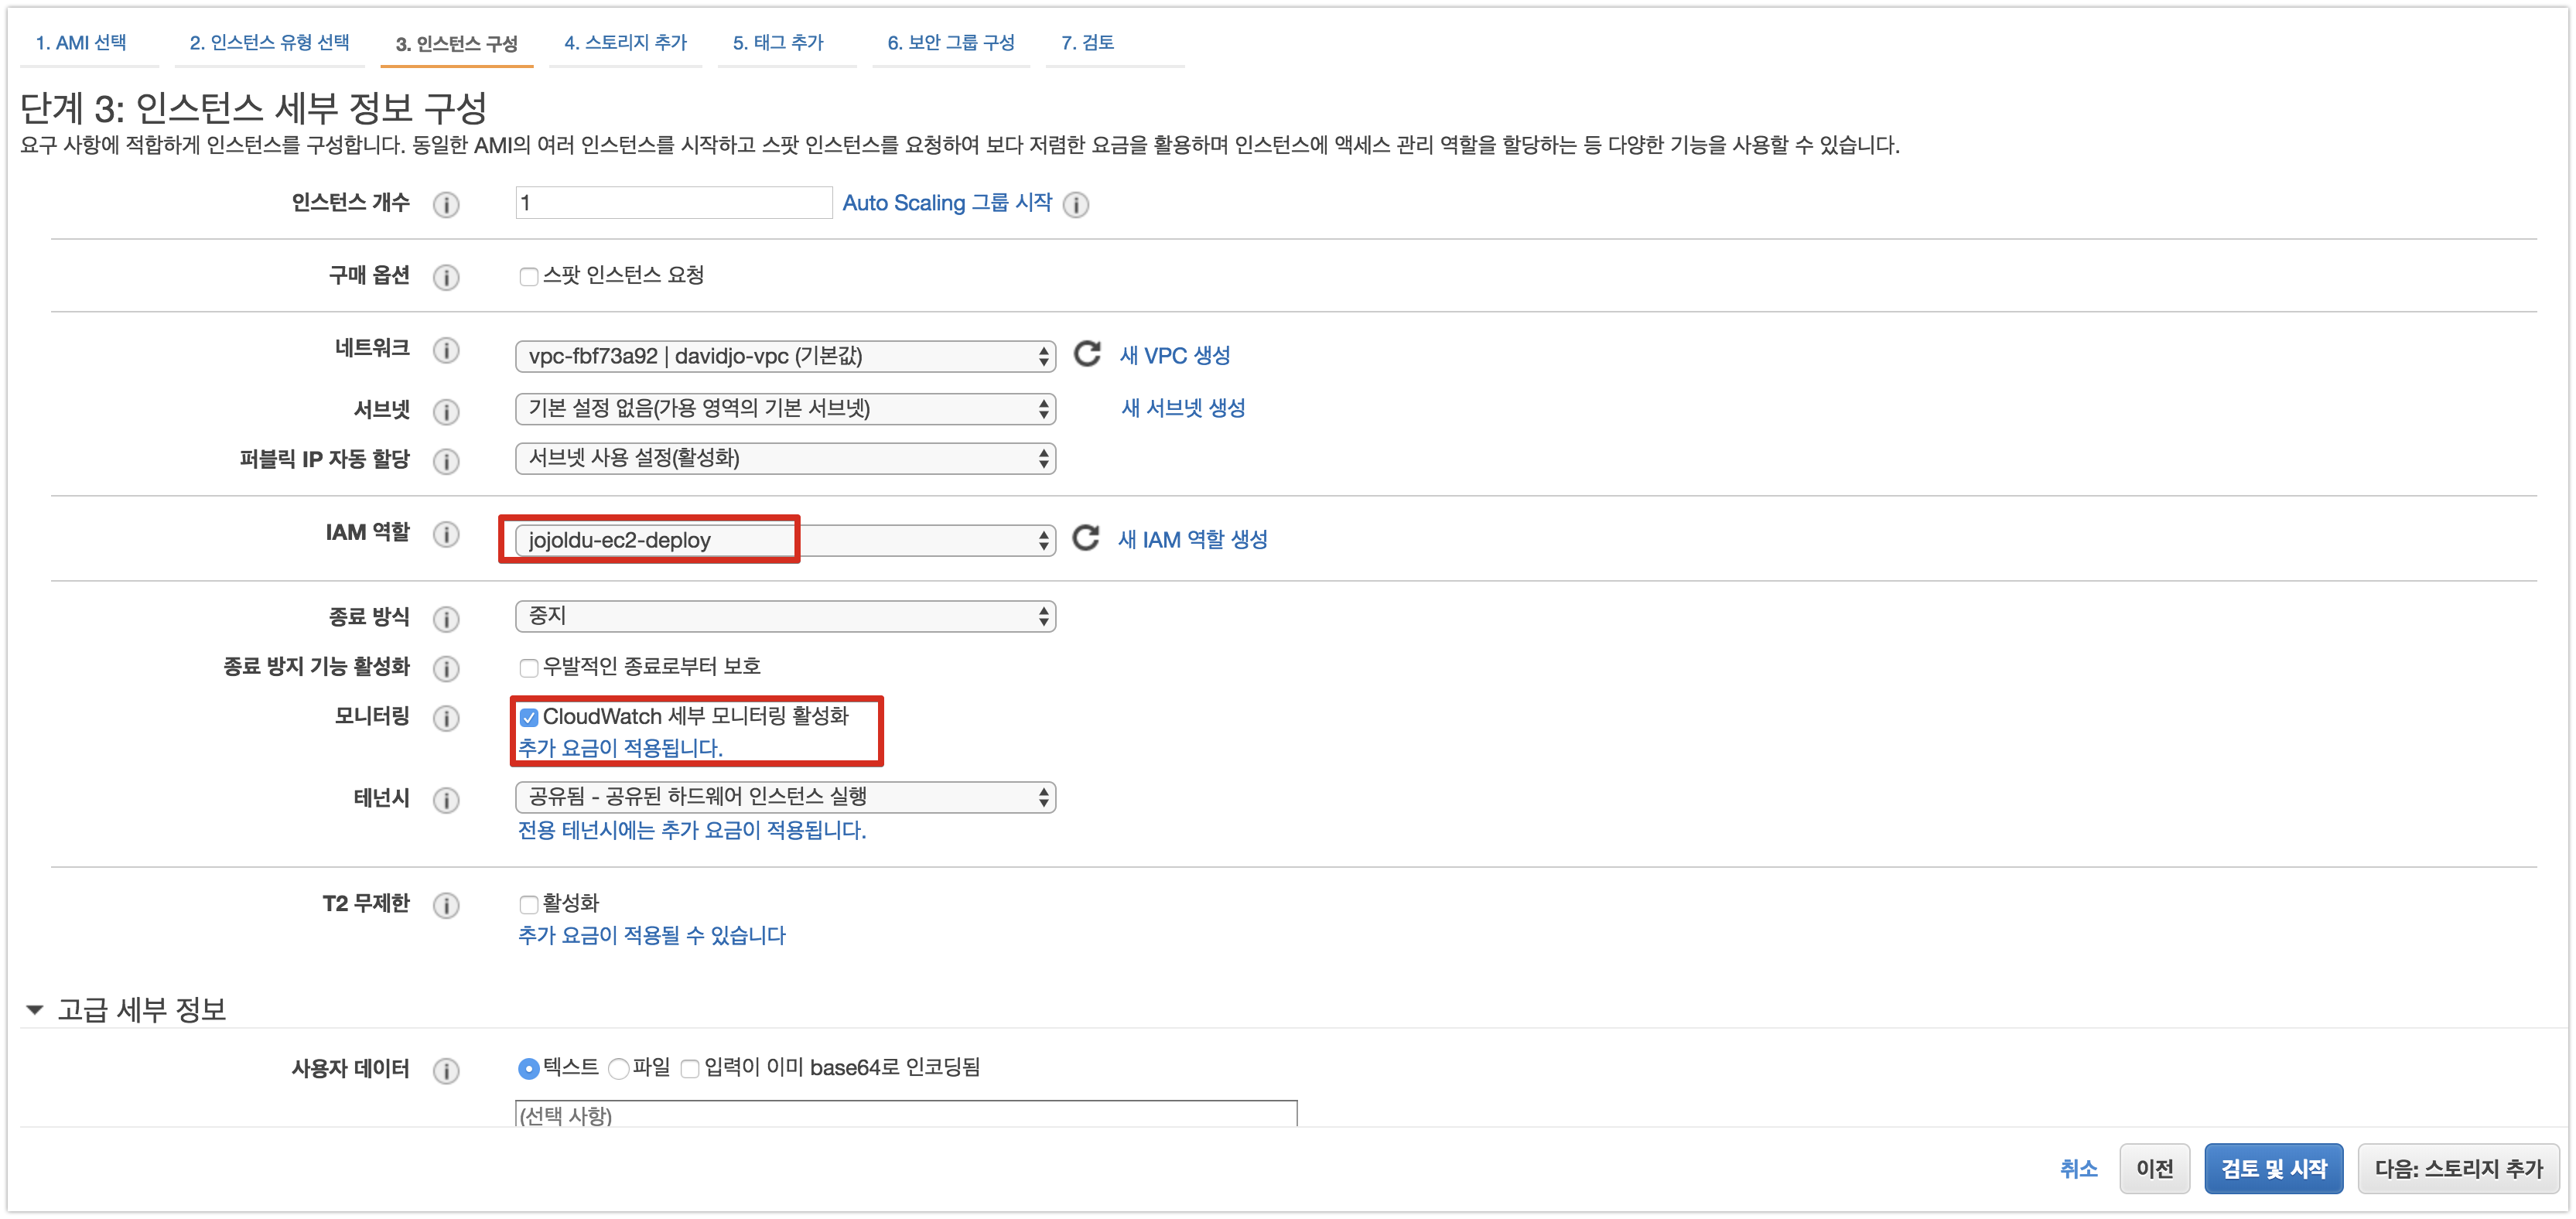 1. AMI 선택 2. 인스턴스 유형 선택 3. 인스턴스 구성 4. 스토리지 추가 5. 태그 추가 6. 보안 그룹 구성 7. 검토
단계 3: 인스턴스 세부 정보 구성
요구 사항에 적합하게 인스턴스를 구성합니다. 동일한 AMI의 여러 인스턴스를 시작하고 스팟 인스턴스를 요청하여 보다 저렴한 요금을 활용하며 인스턴스에 액세스 관리 역할을 할당하는 등 다양한 기능을 사용할 수 있습니다.
인스턴스 개수 i 1 Auto Scaling 그룹 시작 i
구매 옵션 i 스팟 인스턴스 요청
네트워크 i vpc-fbf73a92 | davidjo-vpc (기본값) 새 VPC 생성
서브넷 i 기본 설정 없음(가용 영역의 기본 서브넷) 새 서브넷 생성
퍼블릭 IP 자동 할당 i 서브넷 사용 설정(활성화)
IAM 역할 i jojoldu-ec2-deploy 새 IAM 역할 생성
종료 방식 i 중지
종료 방지 기능 활성화 i 우발적인 종료로부터 보호
모니터링 i CloudWatch 세부 모니터링 활성화
추가 요금이 적용됩니다.
테넌시 i 공유됨 - 공유된 하드웨어 인스턴스 실행
전용 테넌시에는 추가 요금이 적용됩니다.
T2 무제한 i 활성화
추가 요금이 적용될 수 있습니다
고급 세부 정보
사용자 데이터 i 텍스트 파일 입력이 이미 base64로 인코딩됨
(선택 사항)
취소 이전 검토 및 시작 다음: 스토리지 추가